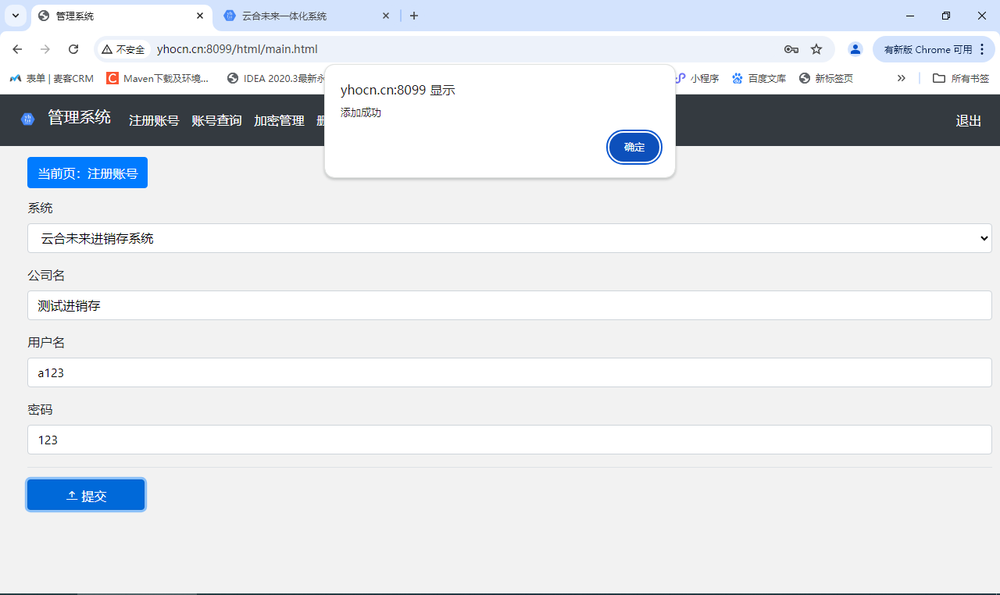 管理系统
云合未来一体化系统
不安全
yhocn.cn:8099/html/main.html
有新版 Chrome 可用
表单 | 麦客CRM
Maven下载及环境...
IDEA 2020.3最新永
小程序
百度文库
新标签页
所有书签
yhocn.cn:8099 显示
添加成功
确定
管理系统
注册账号
账号查询
加密管理
退出
当前页：注册账号
系统
云合未来进销存系统
公司名
测试进销存
用户名
a123
密码
123
提交